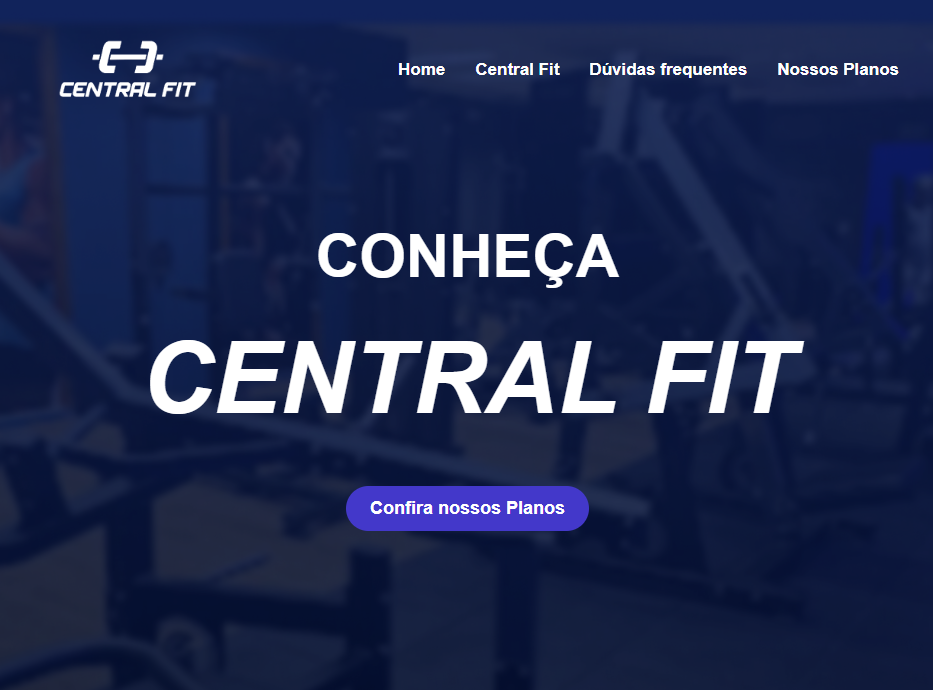 CENTRAL FIT
Home Central Fit Dúvidas frequentes Nossos Planos
CONHEÇA
CENTRAL FIT
Confira nossos Planos